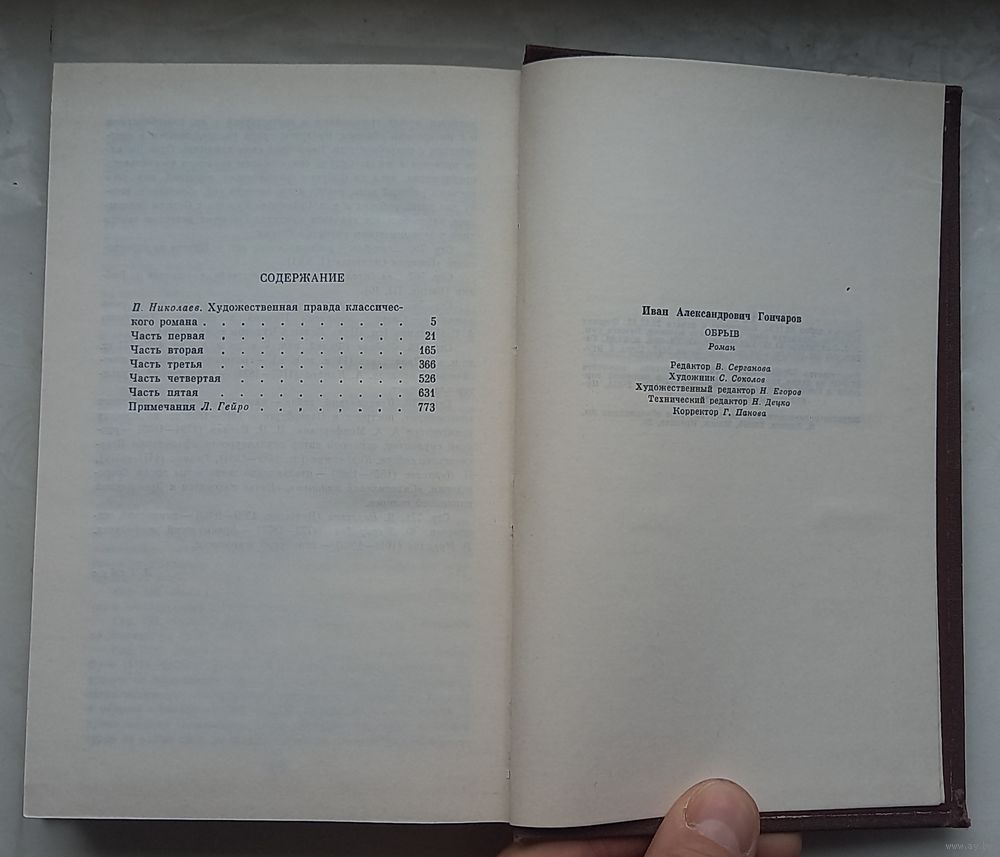 СОДЕРЖАНИЕ
П. Николаев. Художественная правда классичес-
кого романа . . . . . . . . . . . 5
Часть первая . . . . . . . . . . 21
Часть вторая . . . . . . . . . . 165
Часть третья . . . . . . . . . . 366
Часть четвертая . . . . . . . . . 526
Часть пятая . . . . . . . . . . 631
Примечания Л. Гейро . . . . . . . . 773
Иван Александрович Гончаров
ОБРЫВ
Роман
Редактор В. Серганова
Художник С. Соколов
Художественный редактор Н. Егоров
Технический редактор Н. Децко
Корректор Г. Панова